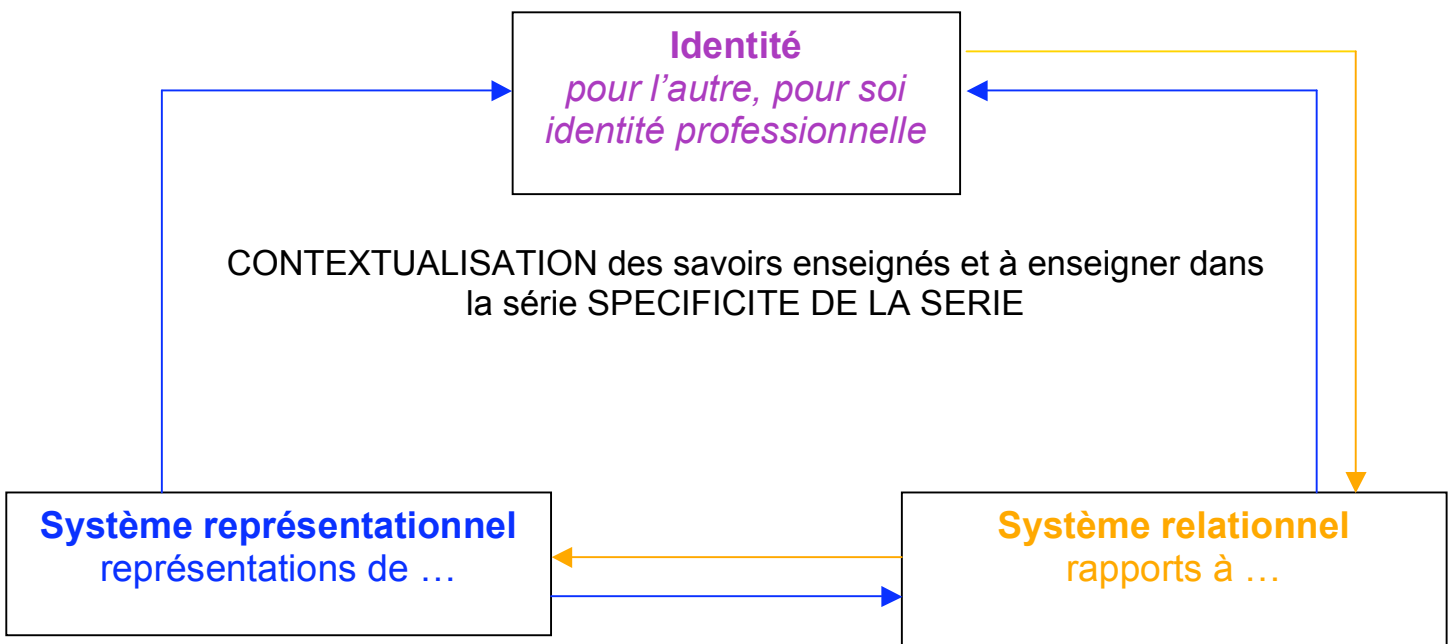 Identité
pour l’autre, pour soi
identité professionnelle
CONTEXTUALISATION des savoirs enseignés et à enseigner dans
la série SPECIFICITE DE LA SERIE
Système représentationnel
représentations de …
Système relationnel
rapports à …